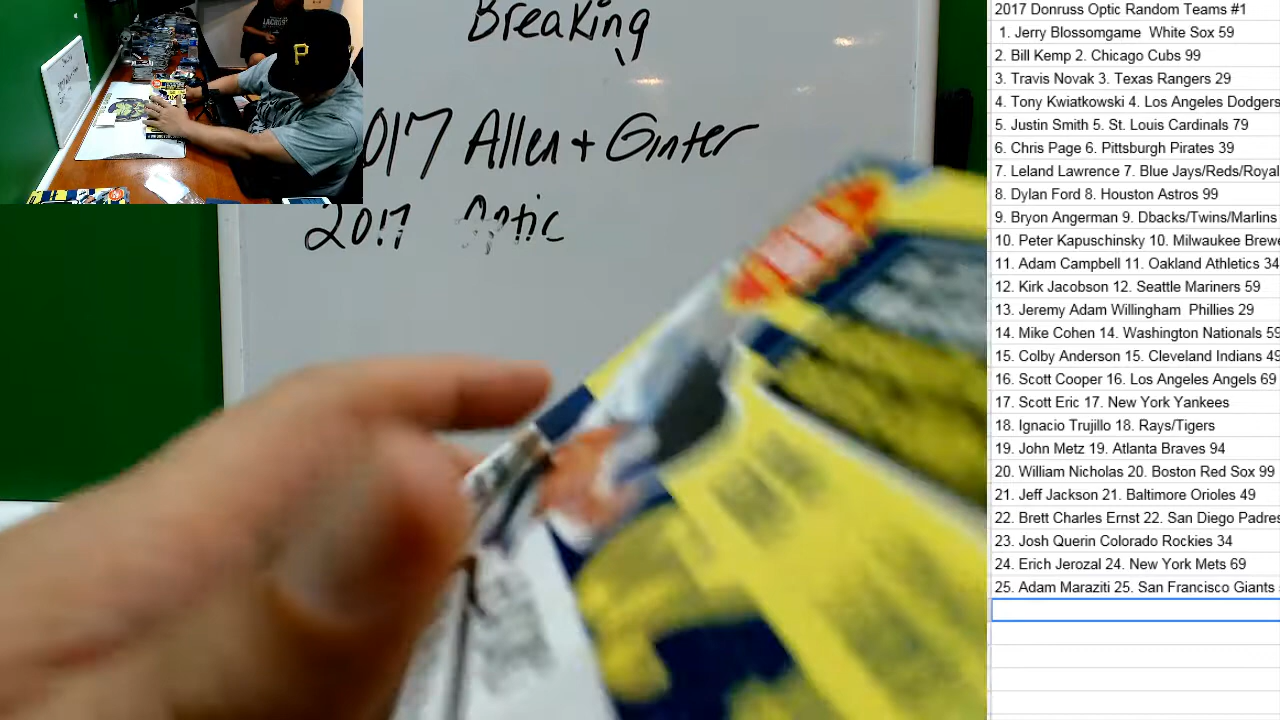 Breaking
017 Allen + Ginter
2017 Optic
P
2017 Donruss Optic Random Teams #1
1. Jerry Blossomgame White Sox 59
2. Bill Kemp 2. Chicago Cubs 99
3. Travis Novak 3. Texas Rangers 29
4. Tony Kwiatkowski 4. Los Angeles Dodgers
5. Justin Smith 5. St. Louis Cardinals 79
6. Chris Page 6. Pittsburgh Pirates 39
7. Leland Lawrence 7. Blue Jays/Reds/Royal
8. Dylan Ford 8. Houston Astros 99
9. Bryon Angerman 9. Dbacks/Twins/Marlins
10. Peter Kapuschinsky 10. Milwaukee Brewe
11. Adam Campbell 11. Oakland Athletics 34
12. Kirk Jacobson 12. Seattle Mariners 59
13. Jeremy Adam Willingham Phillies 29
14. Mike Cohen 14. Washington Nationals 59
15. Colby Anderson 15. Cleveland Indians 49
16. Scott Cooper 16. Los Angeles Angels 69
17. Scott Eric 17. New York Yankees
18. Ignacio Trujillo 18. Rays/Tigers
19. John Metz 19. Atlanta Braves 94
20. William Nicholas 20. Boston Red Sox 99
21. Jeff Jackson 21. Baltimore Orioles 49
22. Brett Charles Ernst 22. San Diego Padres
23. Josh Querin Colorado Rockies 34
24. Erich Jerozal 24. New York Mets 69
25. Adam Maraziti 25. San Francisco Giants